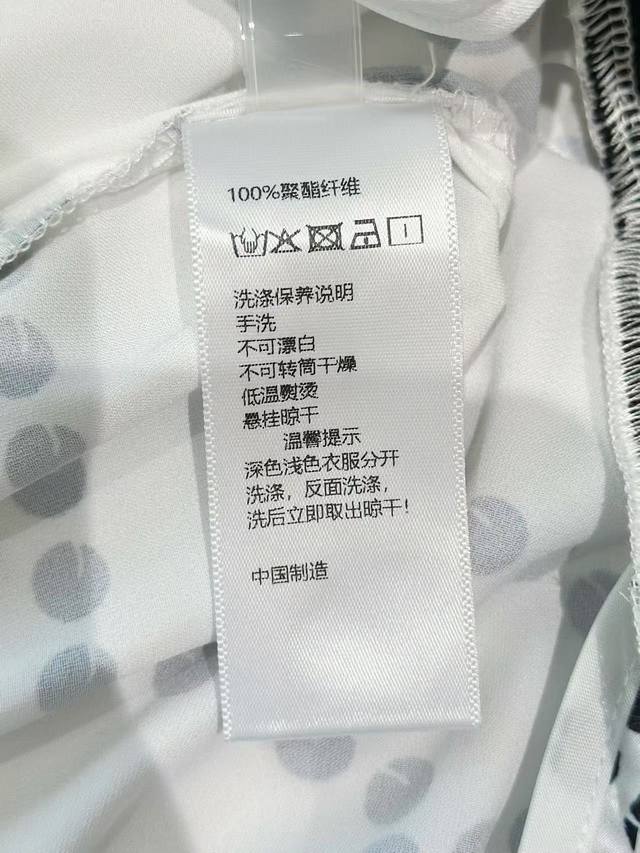 100%聚酯纤维
洗涤保养说明
手洗
不可漂白
不可转筒干燥
低温熨烫
悬挂晾干
温馨提示
深色浅色衣服分开
洗涤，反面洗涤，
洗后立即取出晾干!
中国制造